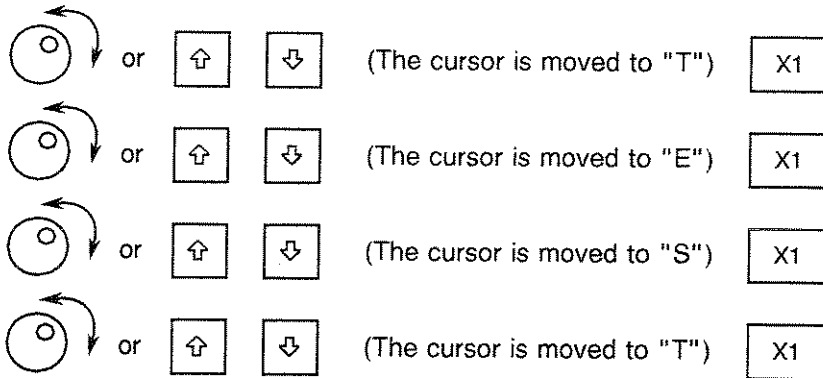 or ⇧ ⇩ (The cursor is moved to "T") X1
or ⇧ ⇩ (The cursor is moved to "E") X1
or ⇧ ⇩ (The cursor is moved to "S") X1
or ⇧ ⇩ (The cursor is moved to "T") X1